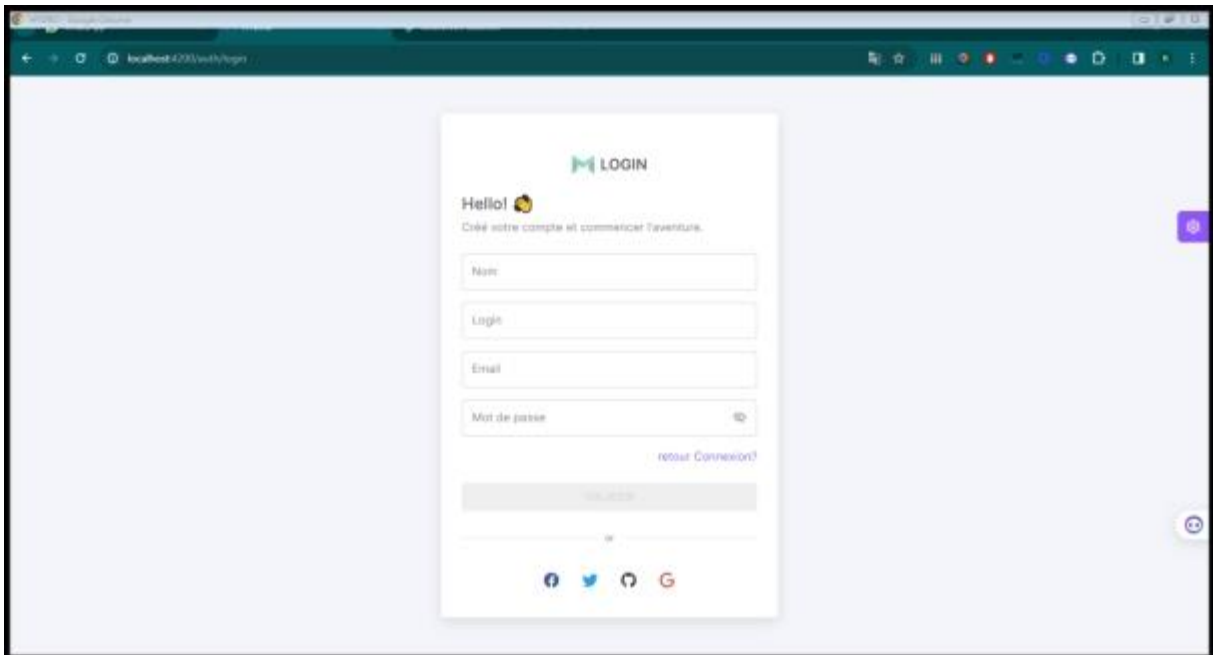 localhost:4200/auth/login
LOGIN
Hello!
Créé votre compte et commencer l'aventure.
Nom
Login
Email
Mot de passe
retour Connexion?
or